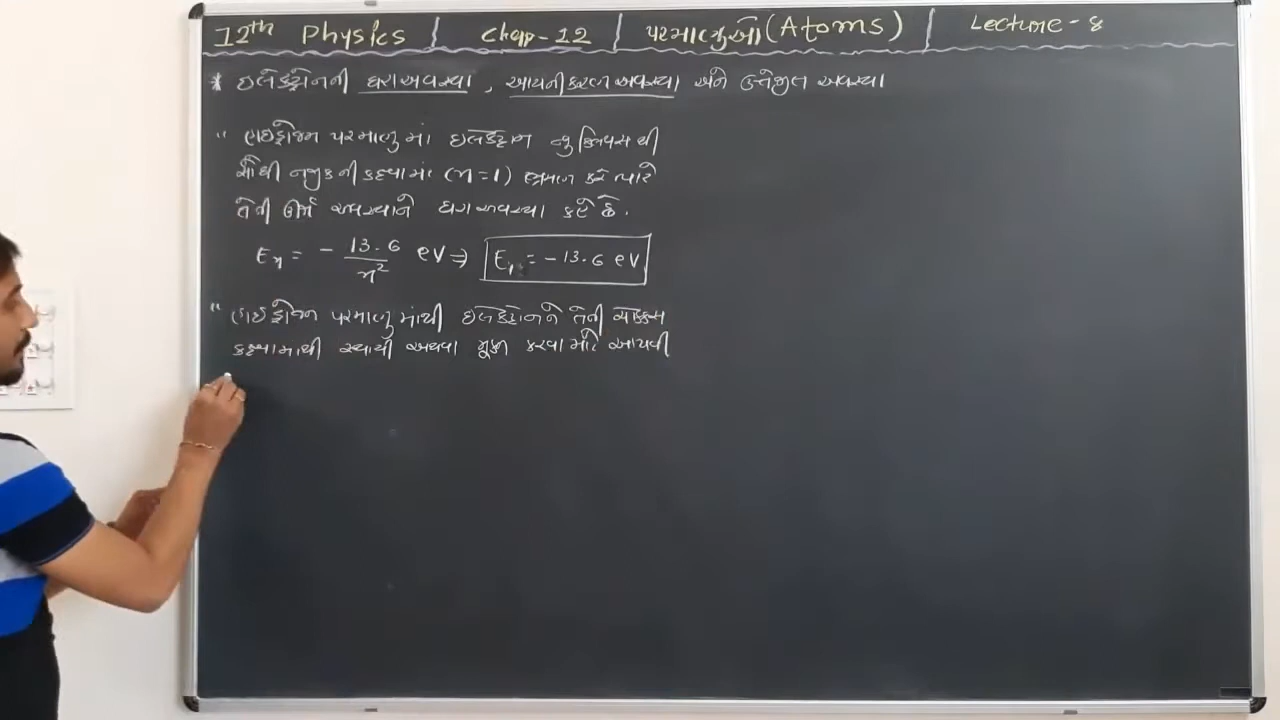 12th Physics | Chap-12 | પરમાણુઓ (Atoms) | Lecture - 8
* ઇલેક્ટ્રોનની ધરાઅવસ્થા , આયનીકરણ અવસ્થા અને ઉત્તેજીત અવસ્થા
" હાઈડ્રોજન પરમાણુમાં ઇલેક્ટ્રોન ન્યુક્લિયસથી
સૌથી નજીકની કક્ષામાં (n=1) ભ્રમણ કરે ત્યારે
તેની ઊર્જા અવસ્થાને ધરાઅવસ્થા કહે છે.
En = - 13.6 / n² eV ⇒ E1 = - 13.6 eV
" હાઈડ્રોજન પરમાણુમાંથી ઇલેક્ટ્રોનને તેની ચોક્કસ
કક્ષામાથી સ્થાયી અથવા મુક્ત કરવા માટે આપવી